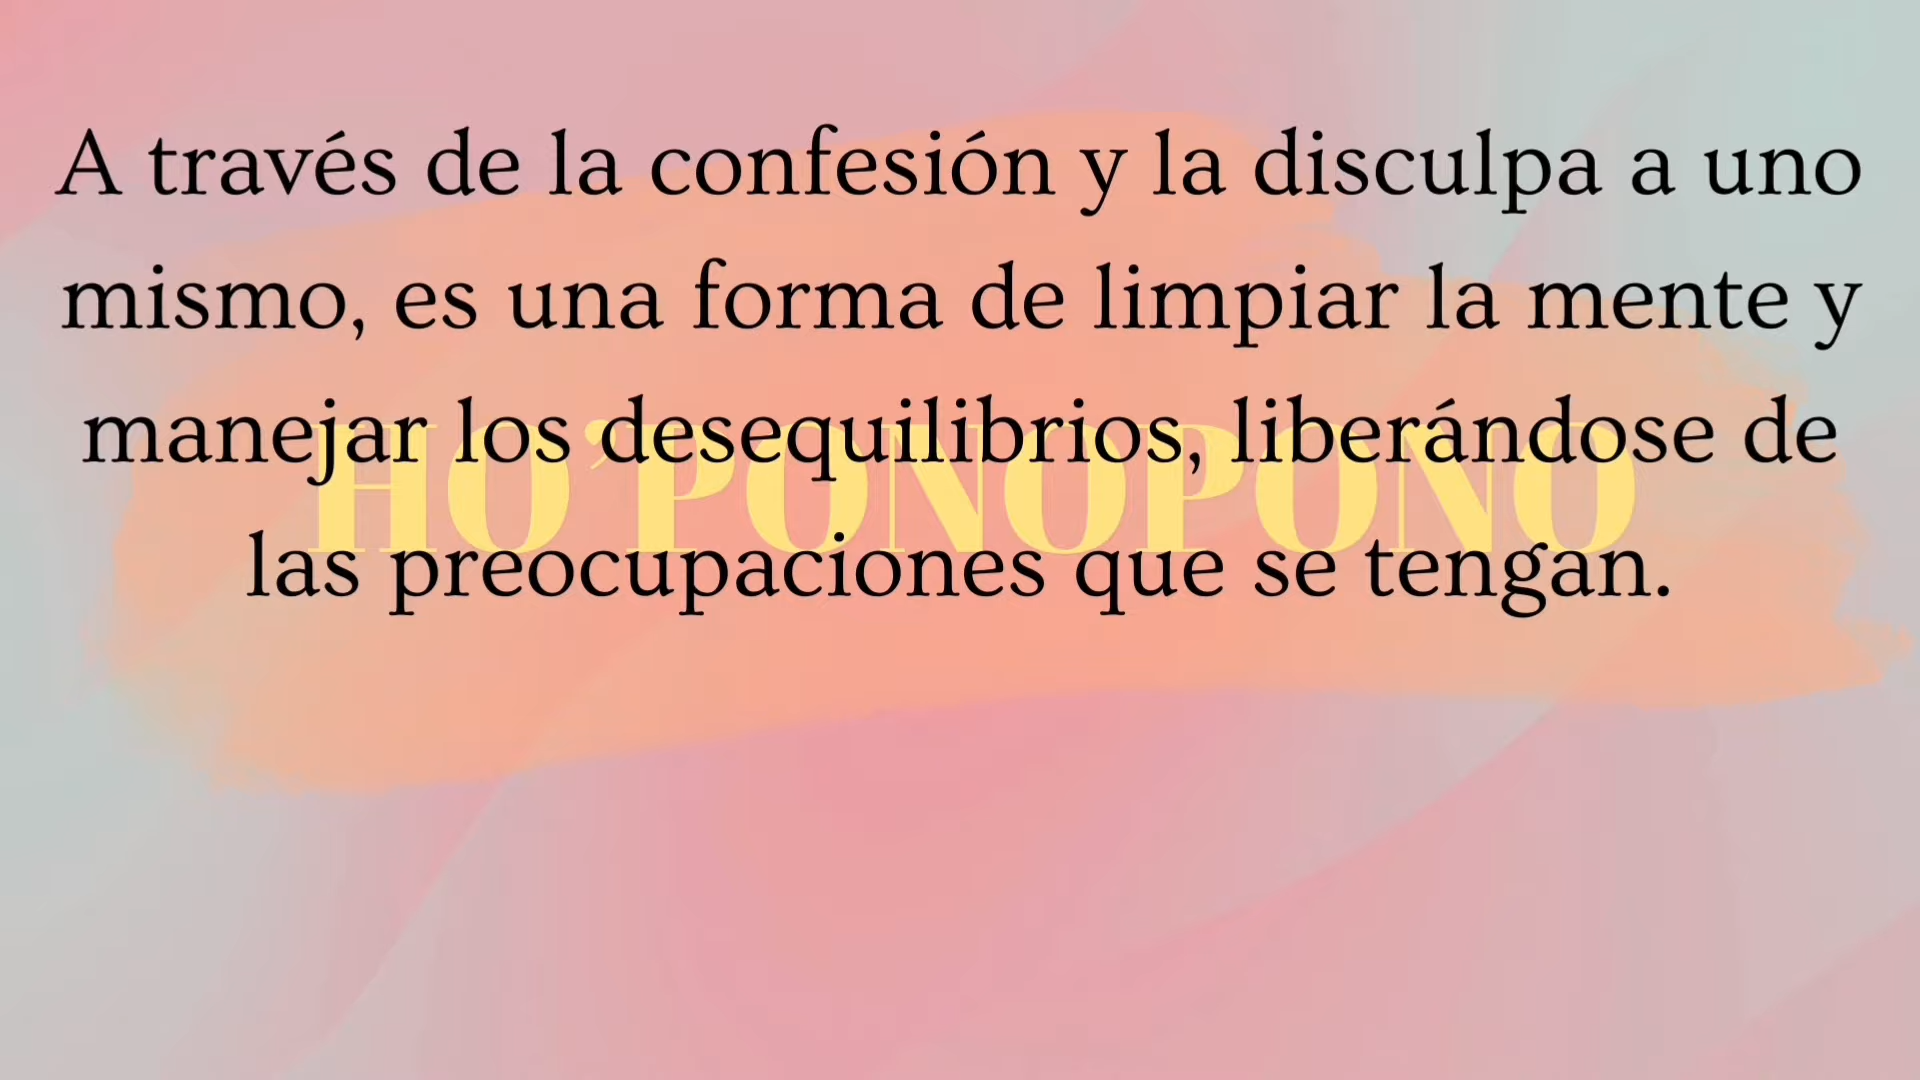 A través de la confesión y la disculpa a uno
mismo, es una forma de limpiar la mente y
manejar los desequilibrios, liberándose de
HO'PONOPONO
las preocupaciones que se tengan.